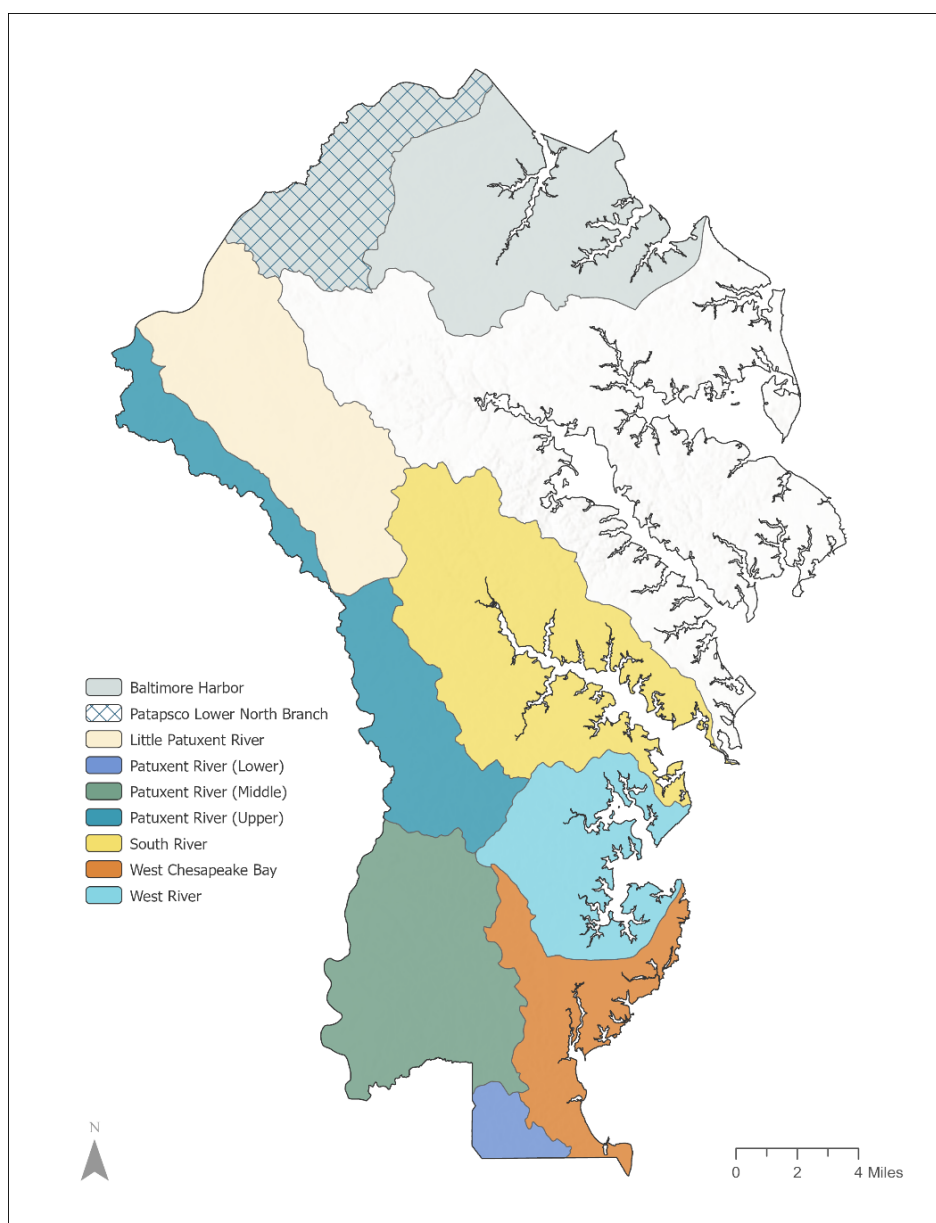 Baltimore Harbor
Patapsco Lower North Branch
Little Patuxent River
Patuxent River (Lower)
Patuxent River (Middle)
Patuxent River (Upper)
South River
West Chesapeake Bay
West River
N
0 2 4 Miles